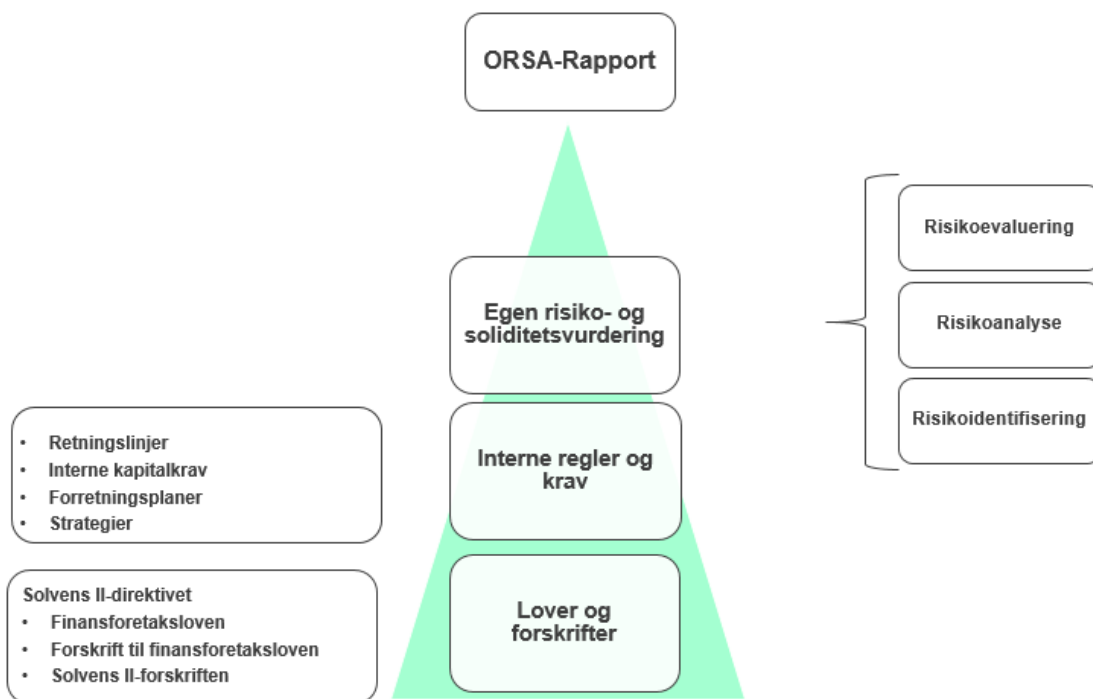 ORSA-Rapport
Egen risiko- og
soliditetsvurdering
Interne regler og
krav
Lover og
forskrifter
• Retningslinjer
• Interne kapitalkrav
• Forretningsplaner
• Strategier
Solvens II-direktivet
• Finansforetaksloven
• Forskrift til finansforetaksloven
• Solvens II-forskriften
Risikoevaluering
Risikoanalyse
Risikoidentifisering